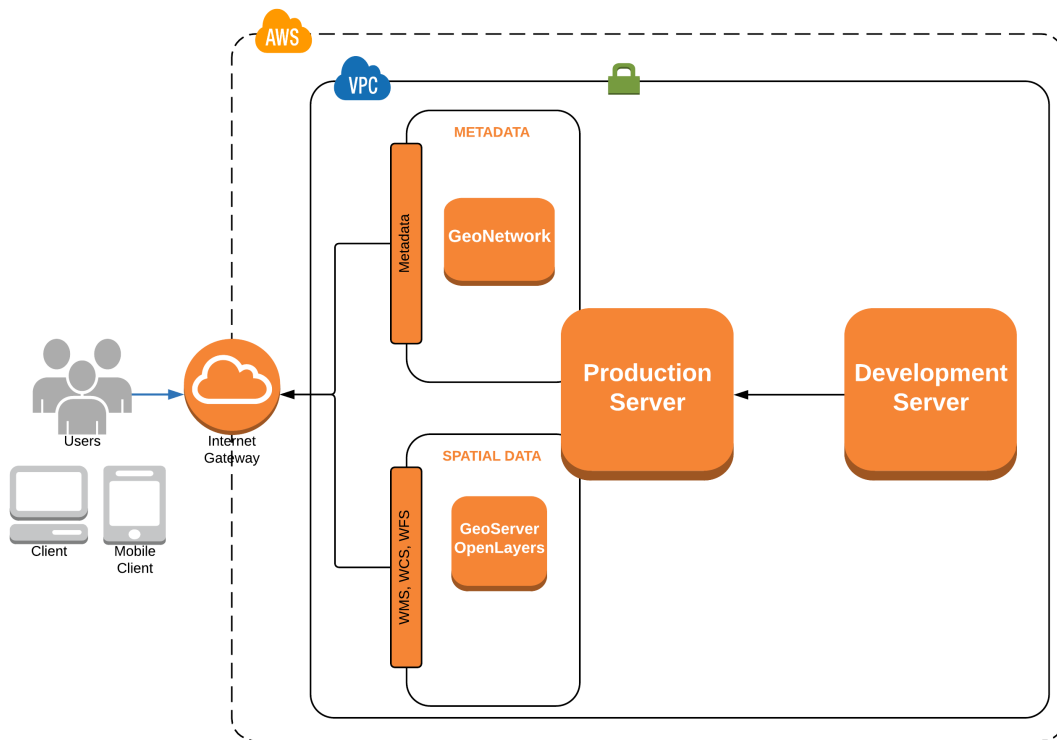 AWS
VPC
METADATA
Metadata
GeoNetwork
Production
Server
Development
Server
Users
Internet
Gateway
SPATIAL DATA
WMS, WCS, WFS
GeoServer
OpenLayers
Client
Mobile
Client